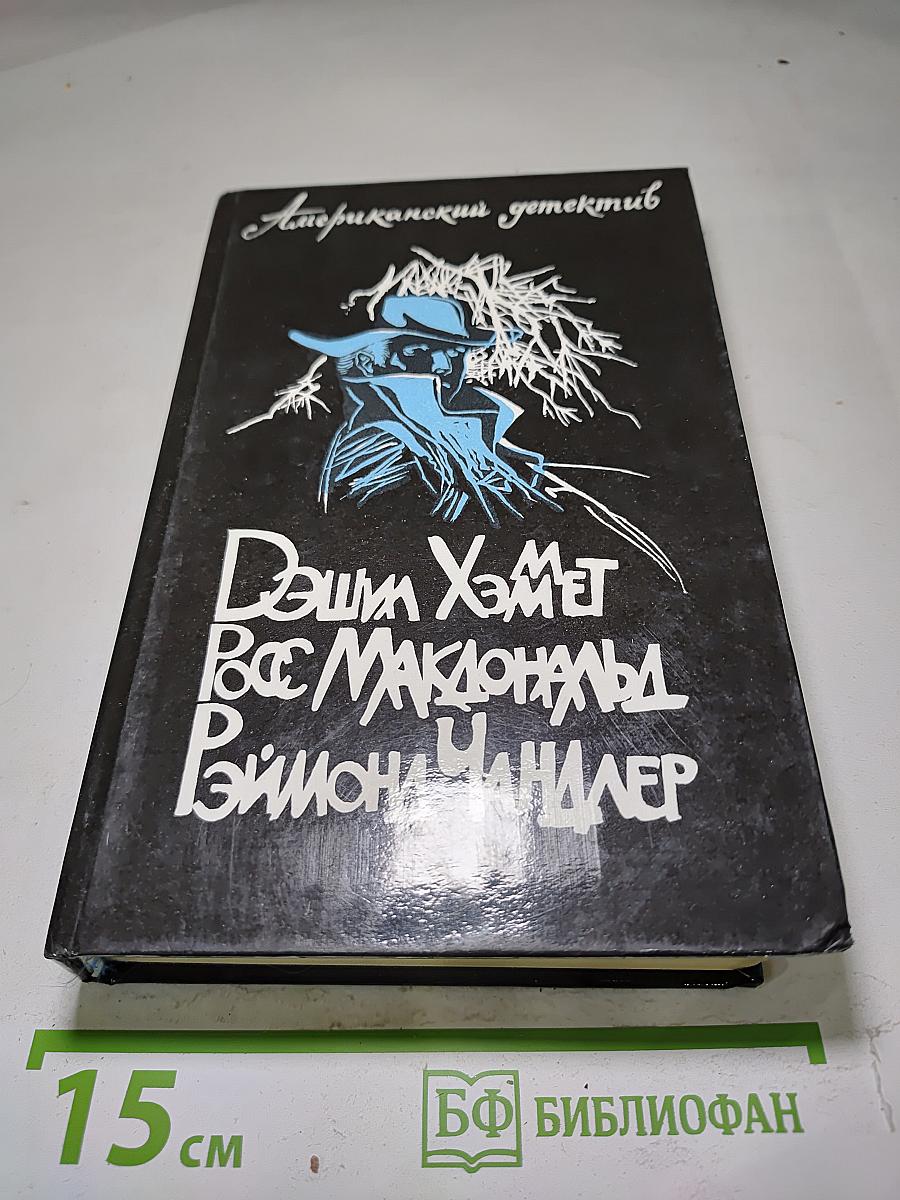 Американский детектив
Дэшил Хэммет
Росс Макдональд
Рэймонд Чандлер
15 см
БФ БИБЛИОФАН